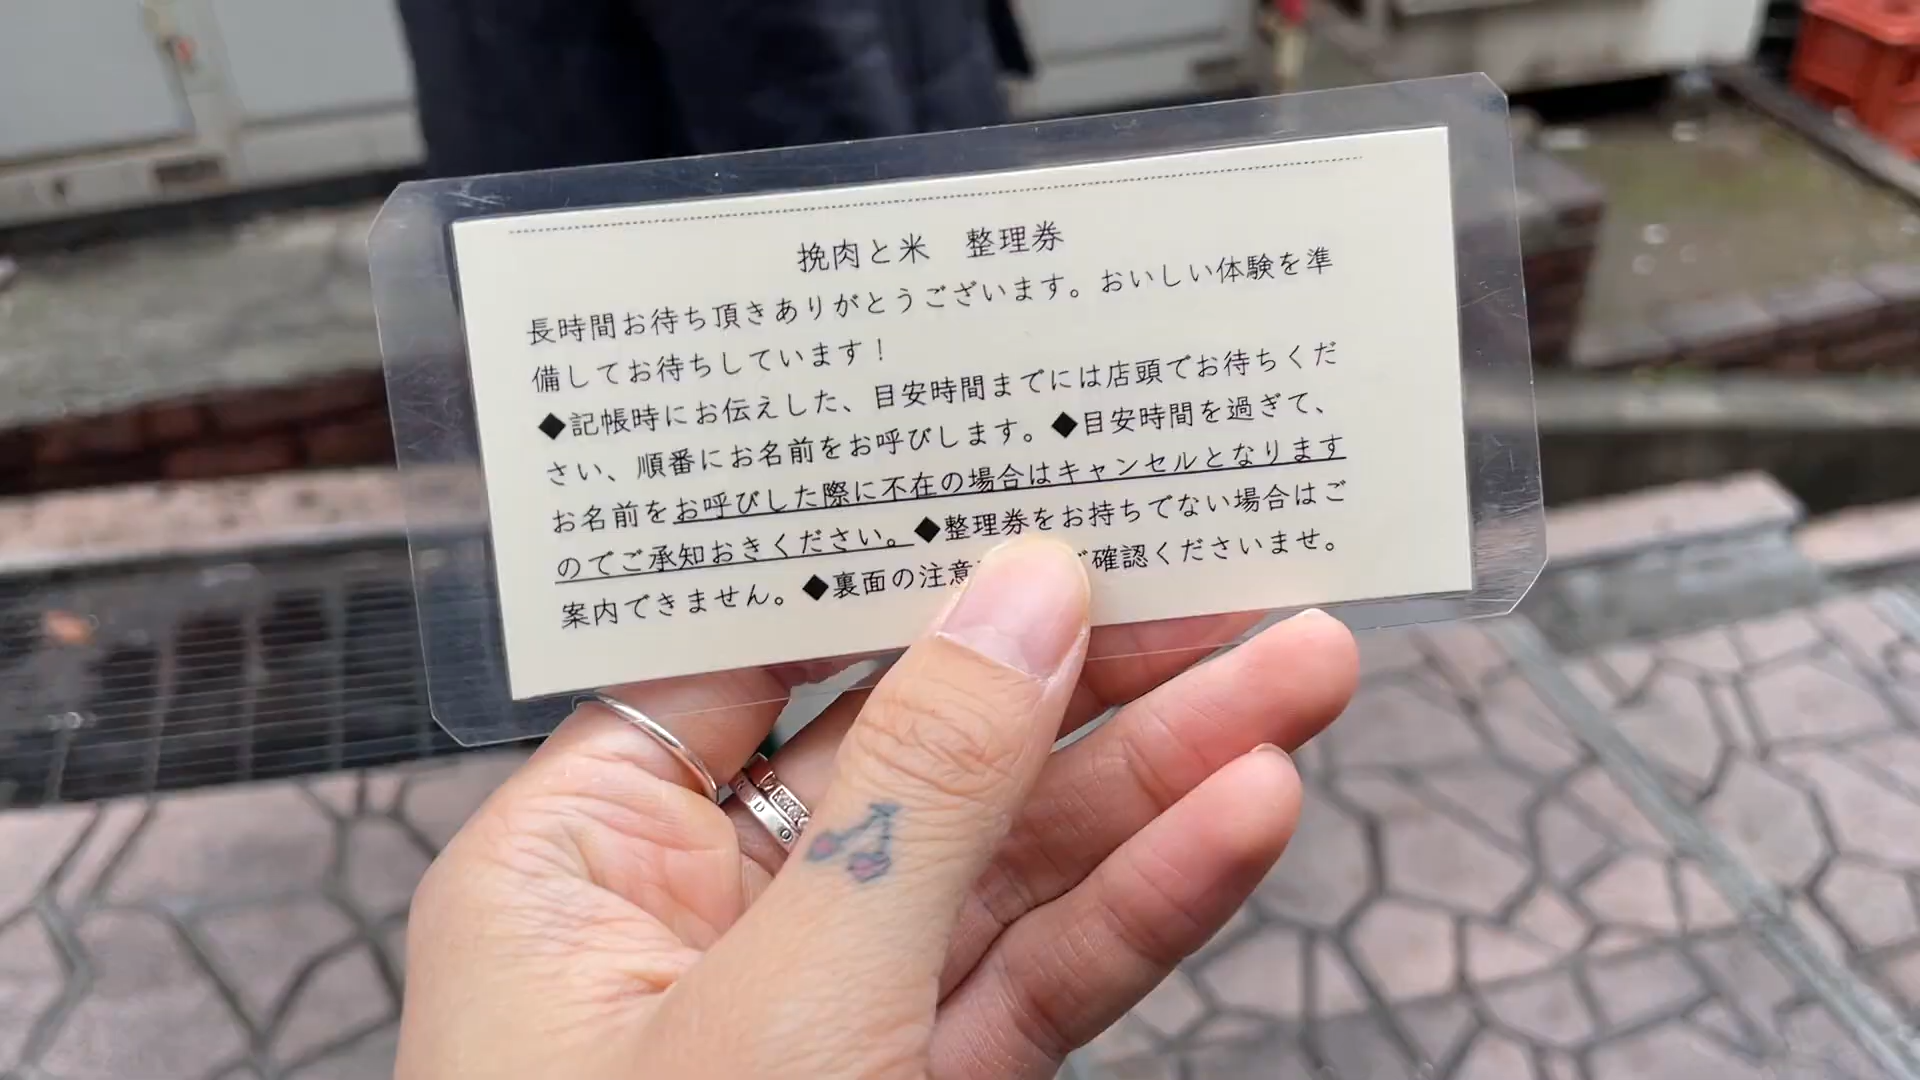 挽肉と米　整理券
長時間お待ち頂きありがとうございます。おいしい体験を準
備してお待ちしています！
◆記帳時にお伝えした、目安時間までには店頭でお待ちくだ
さい、順番にお名前をお呼びします。◆目安時間を過ぎて、
お名前をお呼びした際に不在の場合はキャンセルとなります
のでご承知おきください。◆整理券をお持ちでない場合はご
案内できません。◆裏面の注意 ご確認くださいませ。